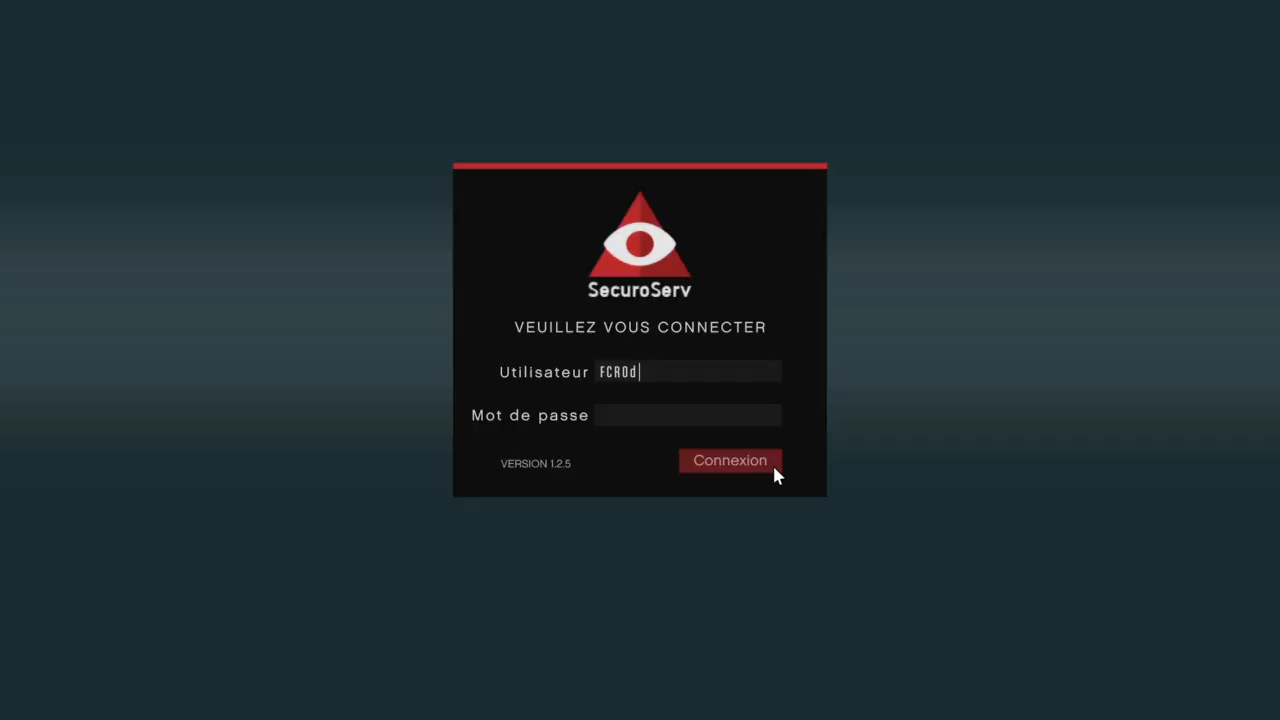 SecuroServ
VEUILLEZ VOUS CONNECTER
Utilisateur FCROd
Mot de passe
VERSION 1.2.5 Connexion